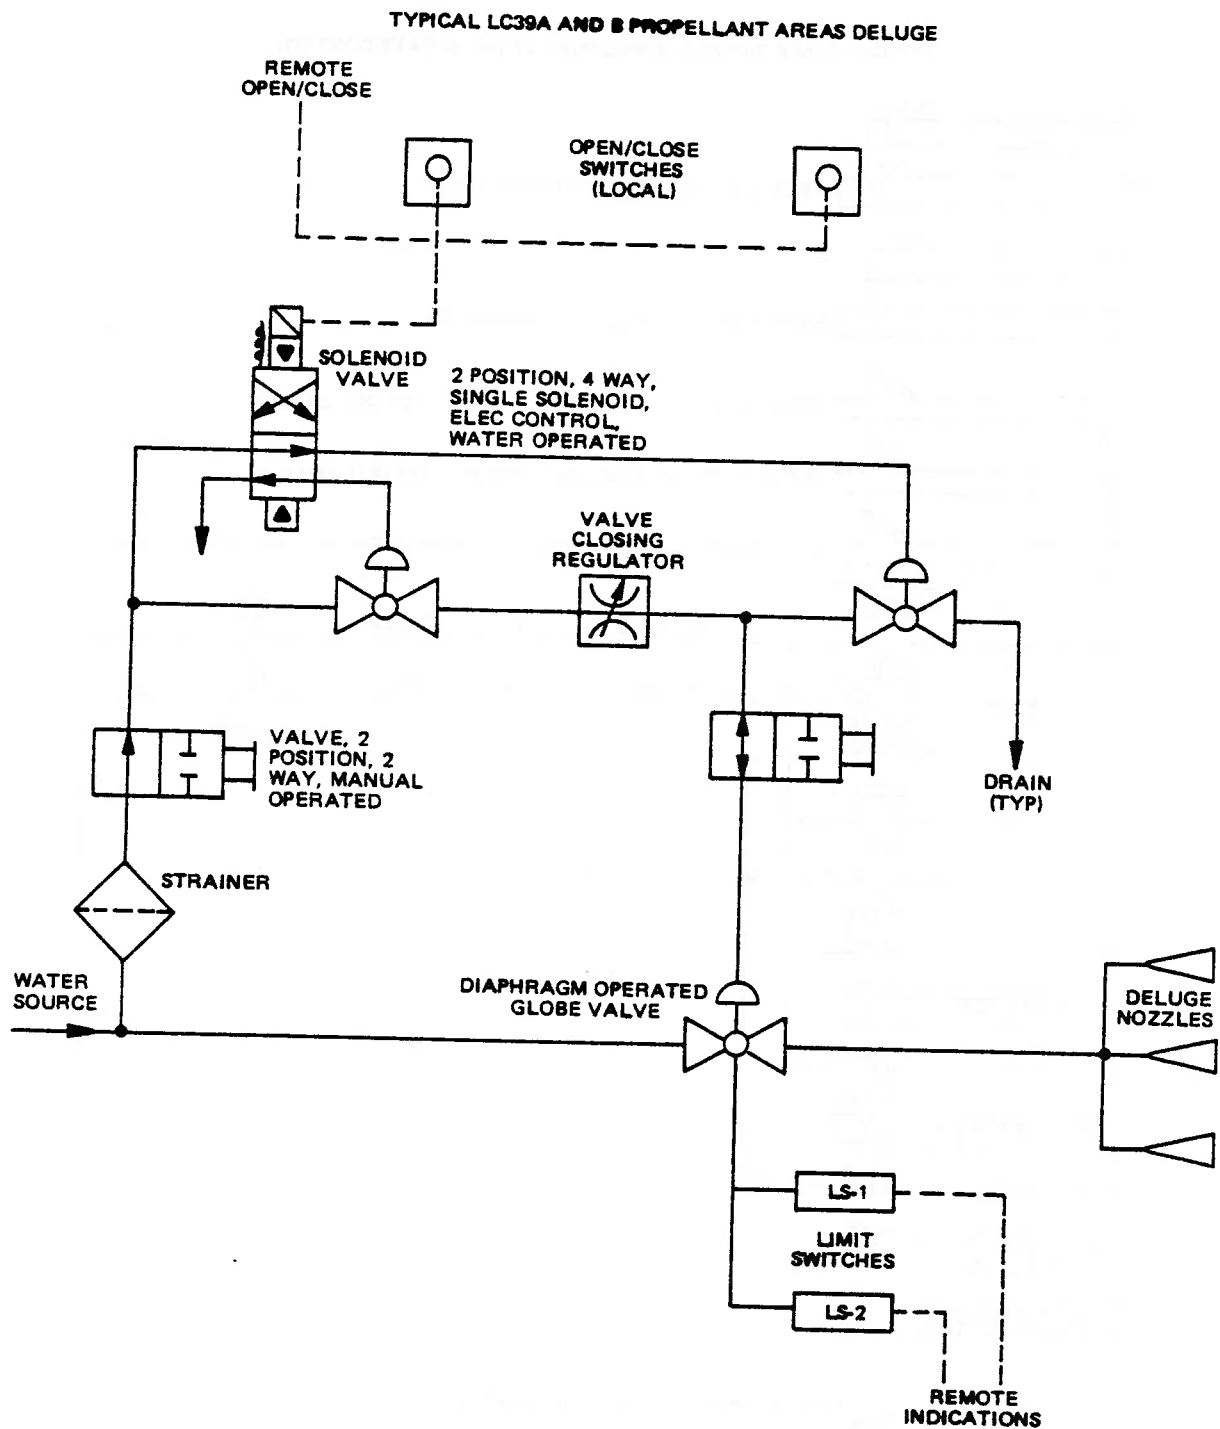 TYPICAL LC39A AND B PROPELLANT AREAS DELUGE
REMOTE
OPEN/CLOSE
OPEN/CLOSE
SWITCHES
(LOCAL)
SOLENOID
VALVE
2 POSITION, 4 WAY,
SINGLE SOLENOID,
ELEC CONTROL,
WATER OPERATED
VALVE
CLOSING
REGULATOR
VALVE, 2
POSITION, 2
WAY, MANUAL
OPERATED
DRAIN
(TYP)
STRAINER
WATER
SOURCE
DIAPHRAGM OPERATED
GLOBE VALVE
DELUGE
NOZZLES
LS-1
LIMIT
SWITCHES
LS-2
REMOTE
INDICATIONS